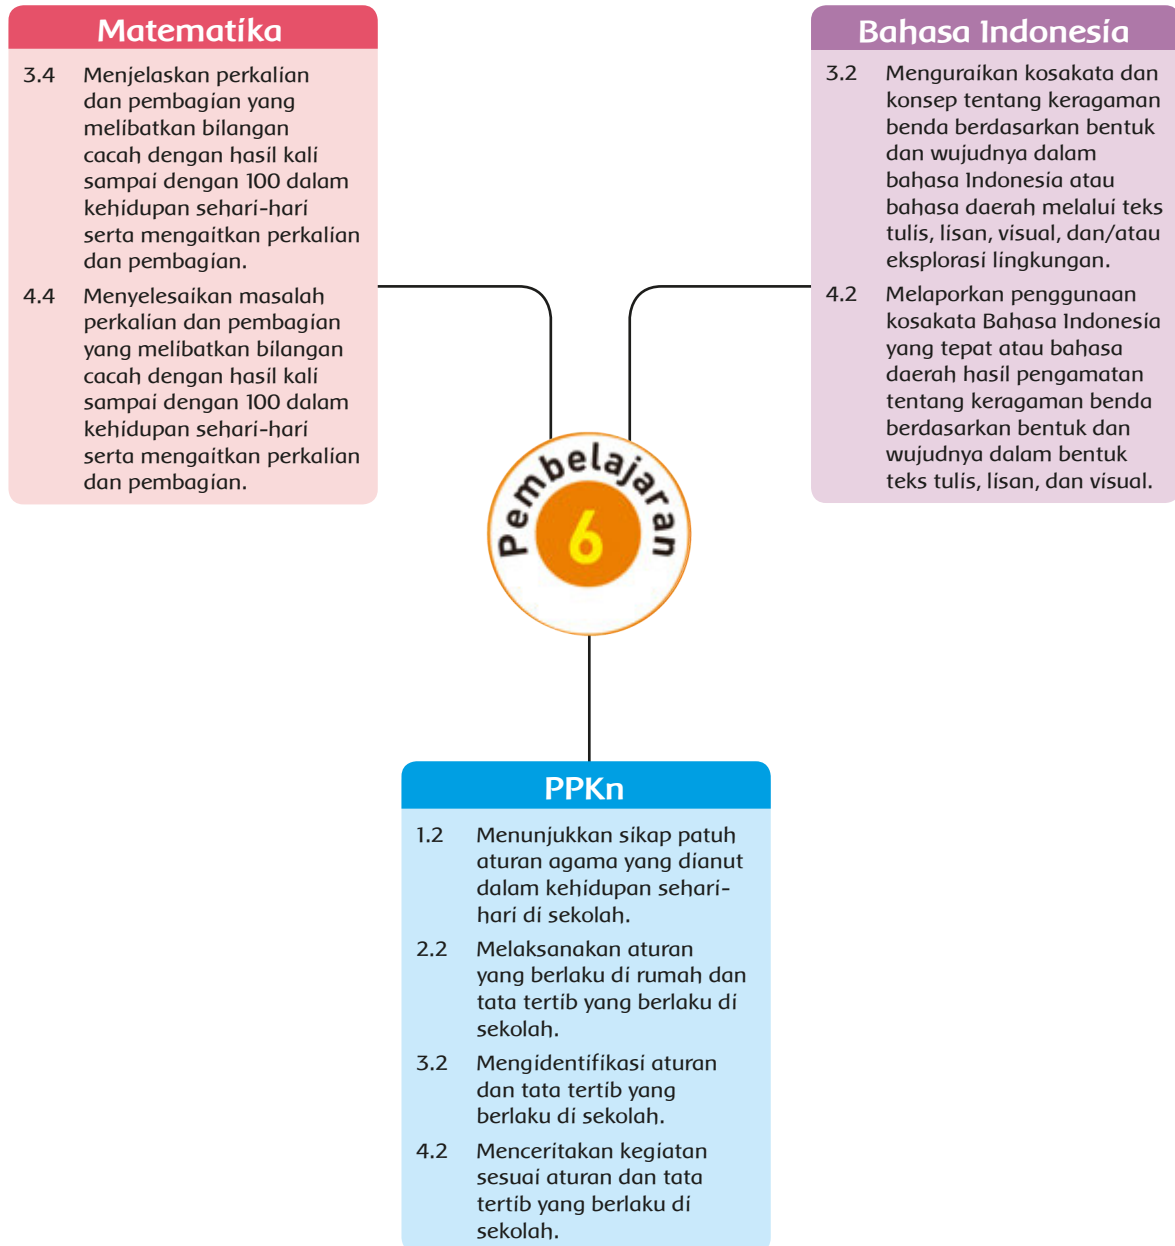 Matematika
3.4 Menjelaskan perkalian
dan pembagian yang
melibatkan bilangan
cacah dengan hasil kali
sampai dengan 100 dalam
kehidupan sehari-hari
serta mengaitkan perkalian
dan pembagian.
4.4 Menyelesaikan masalah
perkalian dan pembagian
yang melibatkan bilangan
cacah dengan hasil kali
sampai dengan 100 dalam
kehidupan sehari-hari
serta mengaitkan perkalian
dan pembagian.
Bahasa Indonesia
3.2 Menguraikan kosakata dan
konsep tentang keragaman
benda berdasarkan bentuk
dan wujudnya dalam
bahasa Indonesia atau
bahasa daerah melalui teks
tulis, lisan, visual, dan/atau
eksplorasi lingkungan.
4.2 Melaporkan penggunaan
kosakata Bahasa Indonesia
yang tepat atau bahasa
daerah hasil pengamatan
tentang keragaman benda
berdasarkan bentuk dan
wujudnya dalam bentuk
teks tulis, lisan, dan visual.
Pembelajaran
6
PPKn
1.2 Menunjukkan sikap patuh
aturan agama yang dianut
dalam kehidupan sehari-
hari di sekolah.
2.2 Melaksanakan aturan
yang berlaku di rumah dan
tata tertib yang berlaku di
sekolah.
3.2 Mengidentifikasi aturan
dan tata tertib yang
berlaku di sekolah.
4.2 Menceritakan kegiatan
sesuai aturan dan tata
tertib yang berlaku di
sekolah.